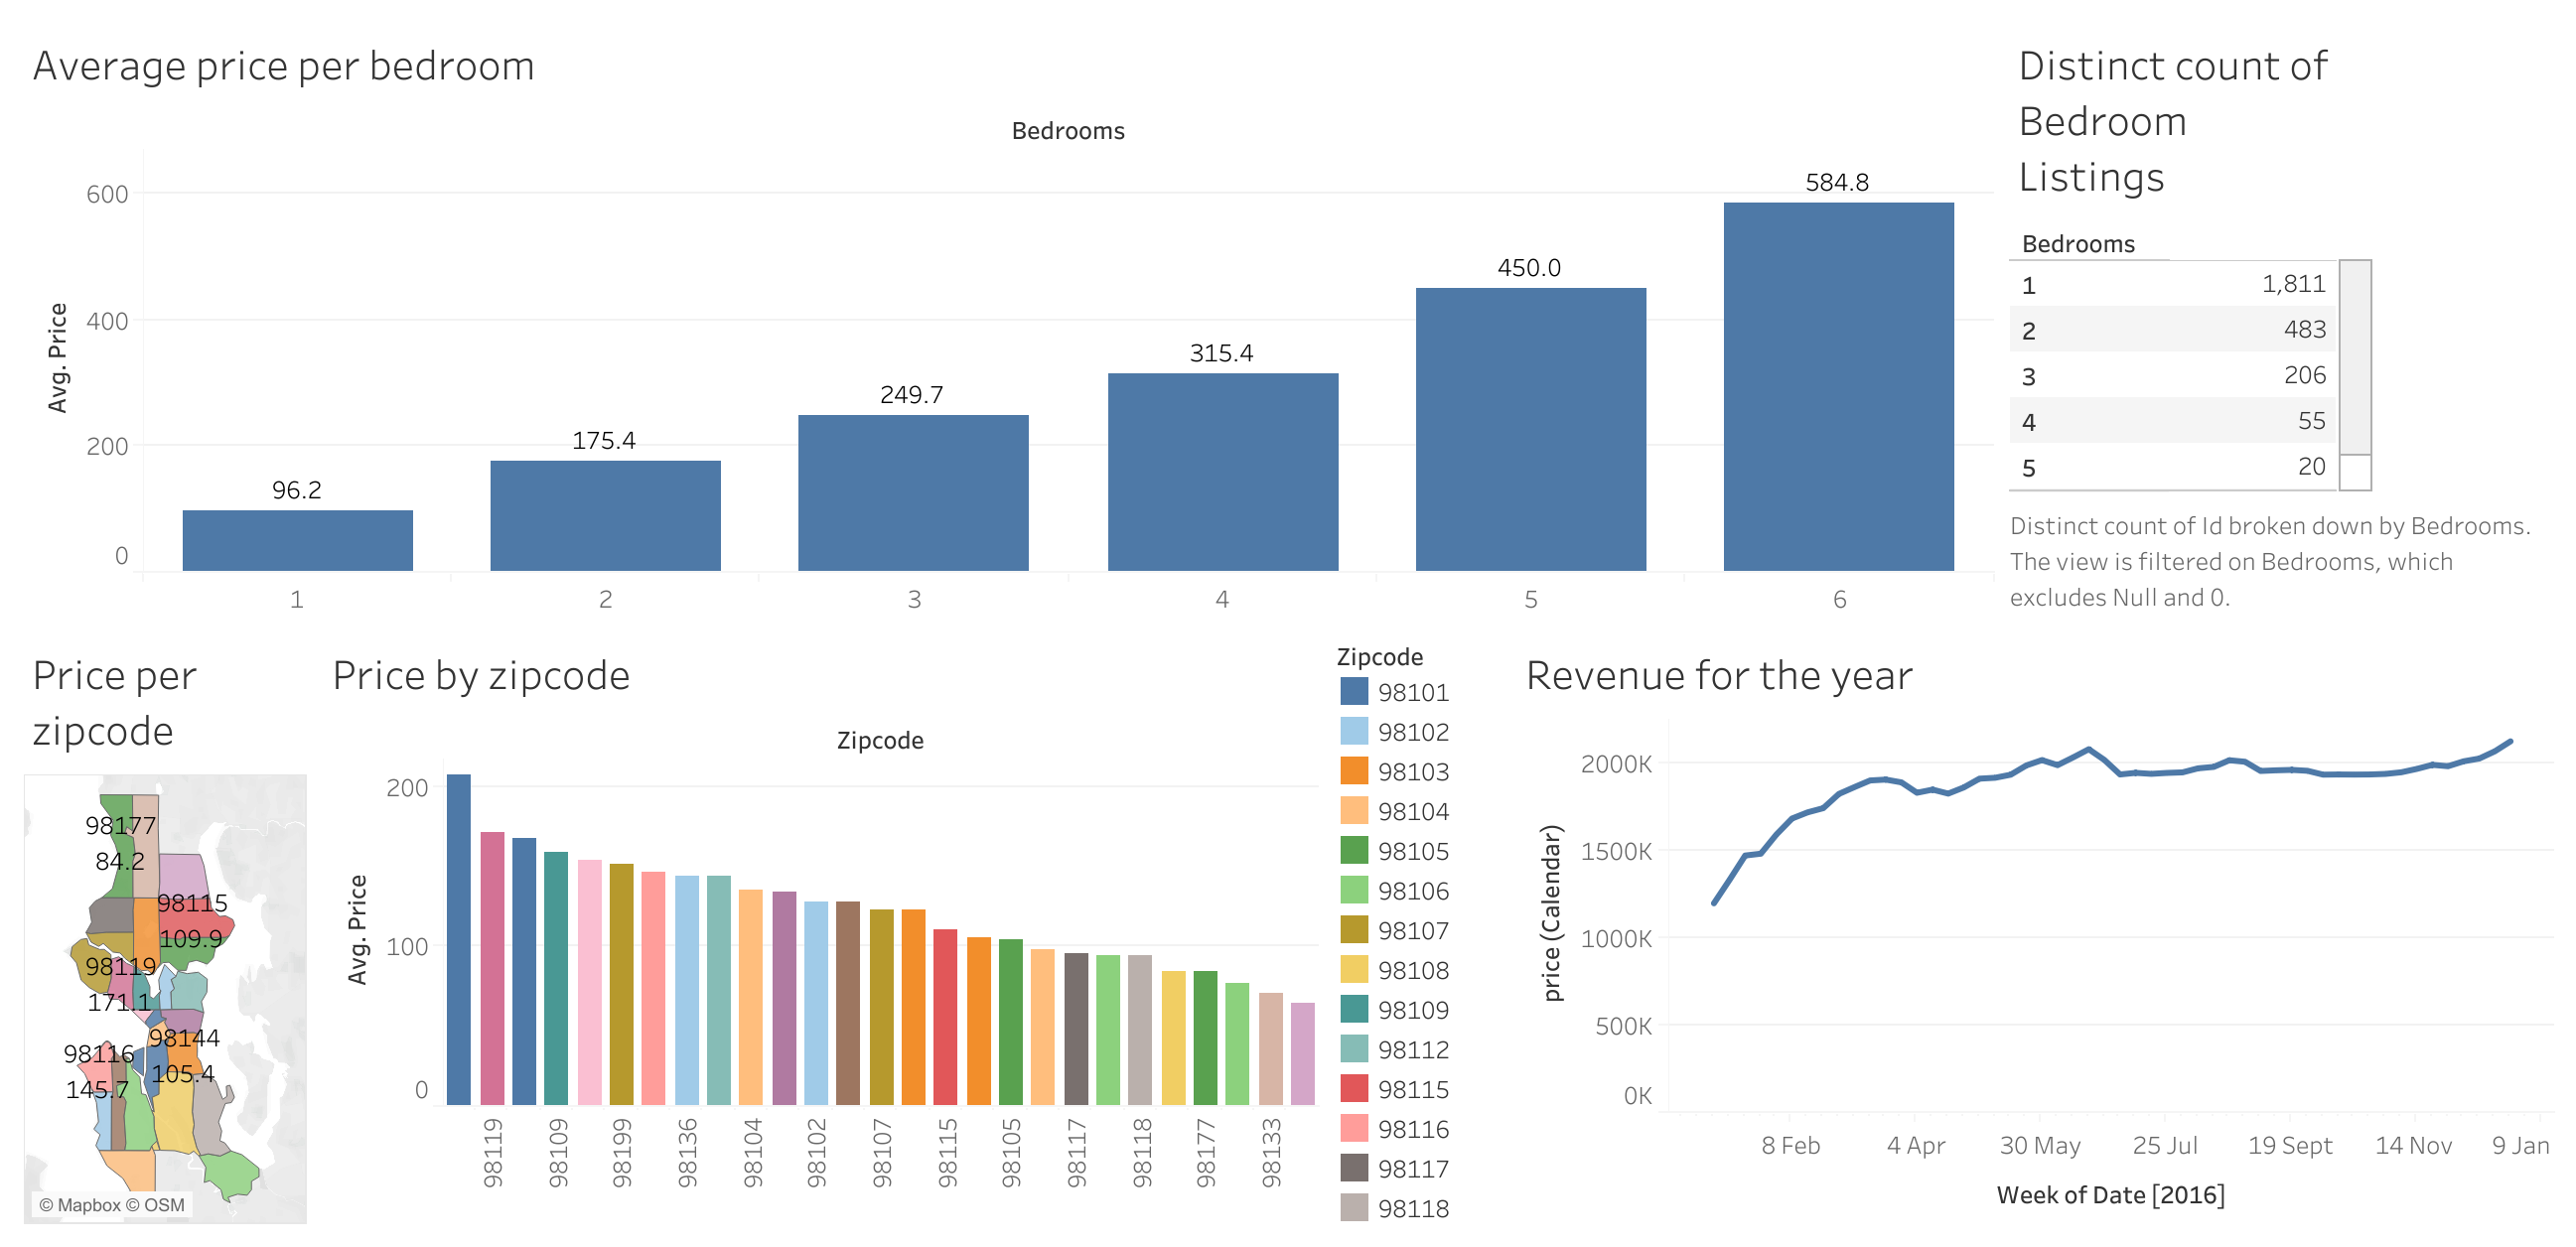 Average price per bedroom
Bedrooms
Avg. Price
600
400
200
0
96.2
175.4
249.7
315.4
450.0
584.8
1
2
3
4
5
6
Distinct count of
Bedroom
Listings
Bedrooms
1 1,811
2 483
3 206
4 55
5 20
Distinct count of Id broken down by Bedrooms.
The view is filtered on Bedrooms, which
excludes Null and 0.
Price per
zipcode
98177
84.2
98115
109.9
98119
171.1
98144
105.4
98116
145.7
© Mapbox © OSM
Price by zipcode
Zipcode
Avg. Price
200
100
0
98119
98109
98199
98136
98104
98102
98107
98115
98105
98117
98118
98177
98133
Zipcode
98101
98102
98103
98104
98105
98106
98107
98108
98109
98112
98115
98116
98117
98118
Revenue for the year
price (Calendar)
2000K
1500K
1000K
500K
0K
8 Feb
4 Apr
30 May
25 Jul
19 Sept
14 Nov
9 Jan
Week of Date [2016]